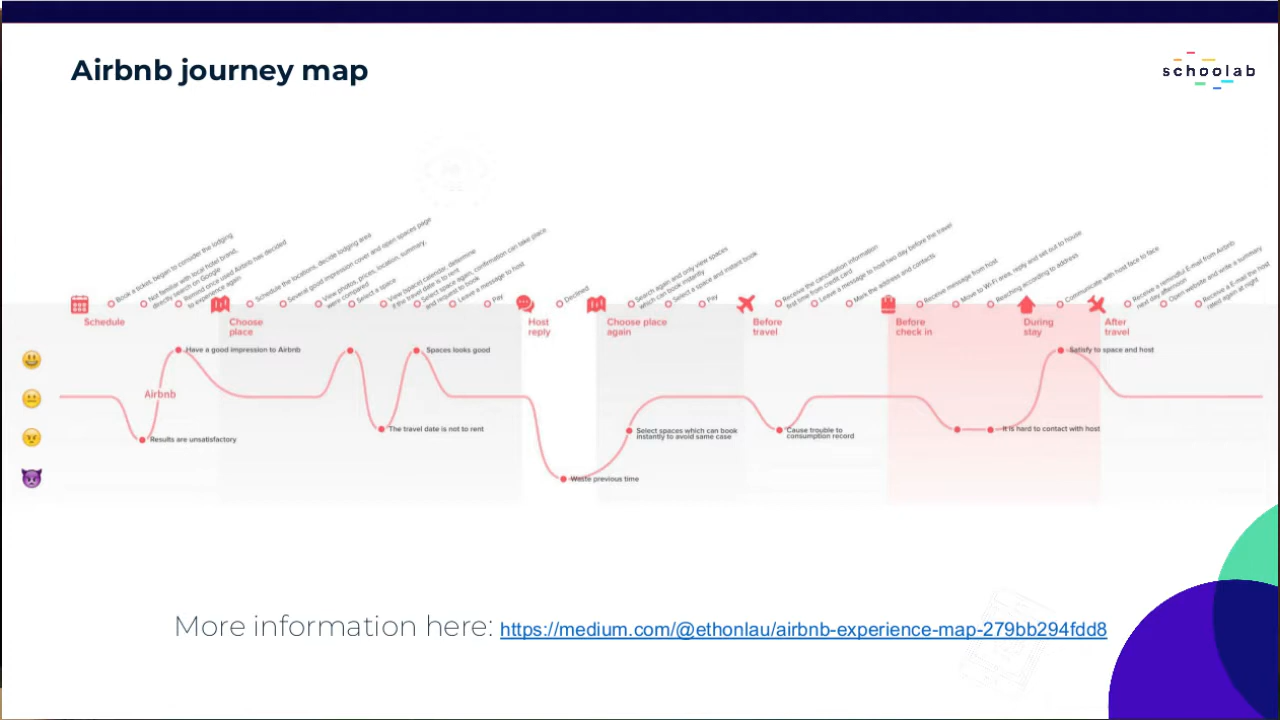 Airbnb journey map
schoolab
Book a ticket, began to consider the lodging
Not familiar with local hotel brand,
directly search on Google
Remind once used Airbnb has decided
to experience again
Schedule the locations, decide lodging area
Several good impression cover and open spaces page
View photos, prices, location, summary,
were compared
Select a space
View space calendar, determine
if the travel date is to rent
Select space again, confirmation can take place
and request to book
Leave a message to host
Pay
Declined
Search again and only view spaces
which can book instantly
Select a space and instant book
Pay
Receive the cancellation information
first time from credit card
Leave a message to host two day before the travel
Mark the address and contacts
Receive message from host
Move to Wi-Fi area, reply and set out to house
Reaching according to address
Communicate with host face to face
Receive a remindful E-mail from Airbnb
next day afternoon
Open website and write a summary
Receive a E-mail the host
rated again at night
Schedule
Choose
place
Host
reply
Choose place
again
Before
travel
Before
check in
During
stay
After
travel
Have a good impression to Airbnb
Spaces looks good
Satisfy to space and host
Airbnb
The travel date is not to rent
Select spaces which can book
instantly to avoid same case
Cause trouble to
consumption record
It is hard to contact with host
Results are unsatisfactory
Waste previous time
More information here: https://medium.com/@ethonlau/airbnb-experience-map-279bb294fdd8